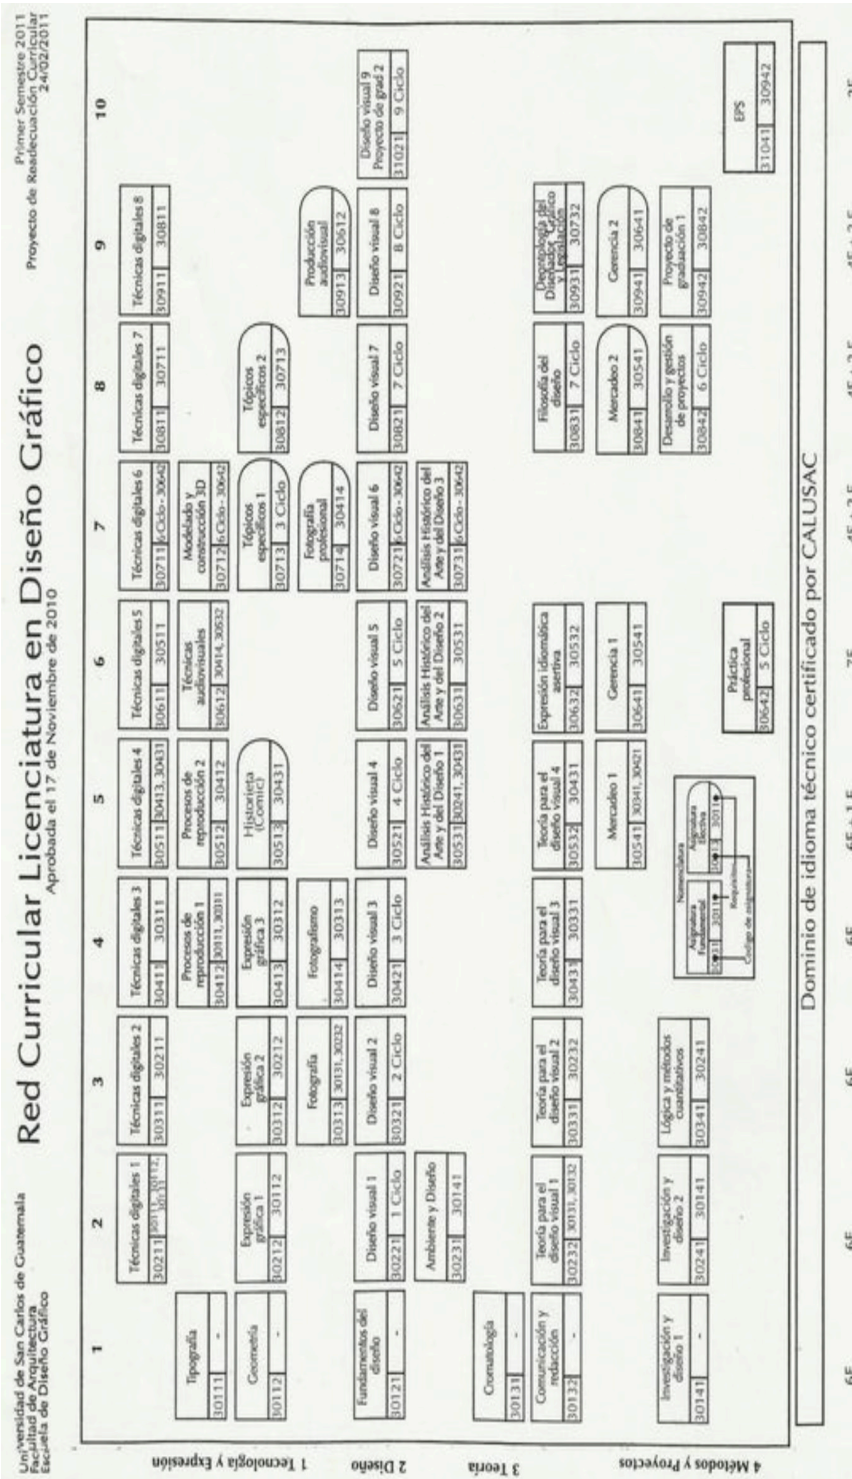 Universidad de San Carlos de Guatemala
Facultad de Arquitectura
Escuela de Diseño Gráfico
Red Curricular Licenciatura en Diseño Gráfico
Aprobada el 17 de Noviembre de 2010
Primer Semestre 2011
Proyecto de Readecuación Curricular
24/02/2011
1 2 3 4 5 6 7 8 9 10
1 Tecnología y Expresión
Técnicas digitales 1
30211 30111, 30112,
Técnicas digitales 2
30311 30211
Técnicas digitales 3
30411 30311
Técnicas digitales 4
30511 30413, 30431
Técnicas digitales 5
30611 30511
Técnicas digitales 6
30711 6 Ciclo - 30642
Técnicas digitales 7
30811 30711
Técnicas digitales 8
30911 30811
Tipografía
30111 -
Procesos de
reproducción 1
30412 30111, 30311
Procesos de
reproducción 2
30512 30412
Técnicas
audiovisuales
30612 30414, 30532
Modelado y
construcción 3D
30712 6 Ciclo - 30642
Geometría
30112 -
Expresión
gráfica 1
30212 30112
Expresión
gráfica 2
30312 30212
Expresión
gráfica 3
30413 30312
Historieta
(Comic)
30513 30431
Tópicos
específicos 1
30713 3 Ciclo
Tópicos
específicos 2
30812 30713
Fotografía
30313 30131, 30232
Fotografismo
30414 30313
Fotografía
profesional
30714 30414
Producción
audiovisual
30913 30612
2 Diseño
Fundamentos del
diseño
30121 -
Diseño visual 1
30221 1 Ciclo
Diseño visual 2
30321 2 Ciclo
Diseño visual 3
30421 3 Ciclo
Diseño visual 4
30521 4 Ciclo
Diseño visual 5
30621 5 Ciclo
Diseño visual 6
30721 6 Ciclo - 30642
Diseño visual 7
30821 7 Ciclo
Diseño visual 8
30921 8 Ciclo
Diseño visual 9
Proyecto de grad 2
31021 9 Ciclo
Ambiente y Diseño
30231 30141
Análisis Histórico del
Arte y del Diseño 1
30531 30241, 30431
Análisis Histórico del
Arte y del Diseño 2
30631 30531
Análisis Histórico del
Arte y del Diseño 3
30731 6 Ciclo - 30642
3 Teoría
Cromatología
30131 -
Comunicación y
redacción
30132 -
Teoría para el
diseño visual 1
30232 30131, 30132
Teoría para el
diseño visual 2
30331 30232
Teoría para el
diseño visual 3
30431 30331
Teoría para el
diseño visual 4
30532 30431
Expresión idiomática
asertiva
30632 30532
Filosofía del
diseño
30831 7 Ciclo
Deontología del
Diseñador Gráfico
y Legislación
30931 30732
Mercadeo 1
30541 30341, 30421
Gerencia 1
30641 30541
Mercadeo 2
30841 30541
Gerencia 2
30941 30641
4 Métodos y Proyectos
Investigación y
diseño 1
30141 -
Investigación y
diseño 2
30241 30141
Lógica y métodos
cuantitativos
30341 30241
Desarrollo y gestión
de proyectos
30842 6 Ciclo
Proyecto de
graduación 1
30942 30842
Nomenclatura
Asignatura
Fundamental
Asignatura
Electiva
Requisitos
Código de asignatura
Práctica
profesional
30642 5 Ciclo
EPS
31041 30942
Dominio de idioma técnico certificado por CALUSAC